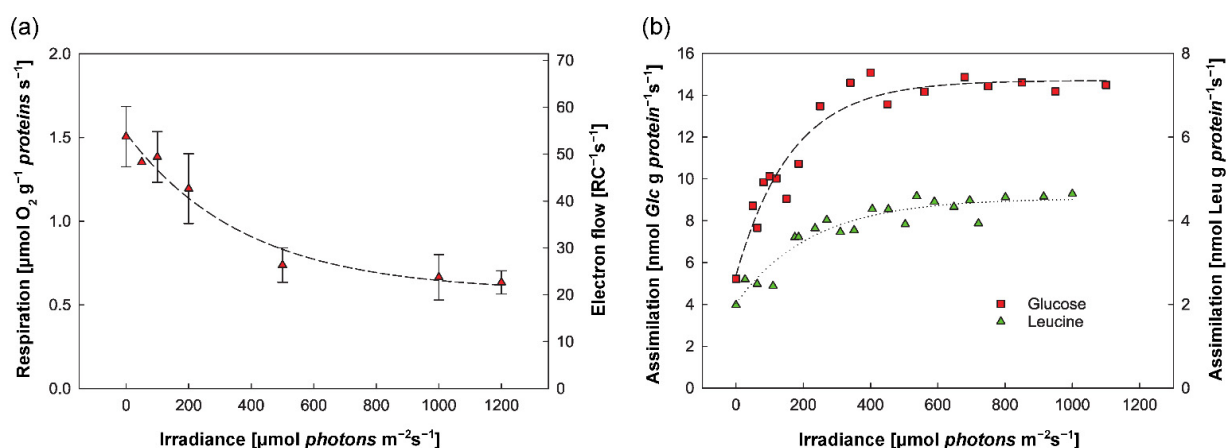 (a)
2.0
1.5
1.0
0.5
0.0
Respiration [µmol O₂ g⁻¹ proteins s⁻¹]
70
60
50
40
30
20
10
0
Electron flow [RC⁻¹s⁻¹]
0 200 400 600 800 1000 1200
Irradiance [µmol photons m⁻²s⁻¹]
(b)
16
14
12
10
8
6
4
2
0
Assimilation [nmol Glc g protein⁻¹s⁻¹]
8
6
4
2
0
Assimilation [nmol Leu g protein⁻¹s⁻¹]
Glucose
Leucine
0 200 400 600 800 1000 1200
Irradiance [µmol photons m⁻²s⁻¹]